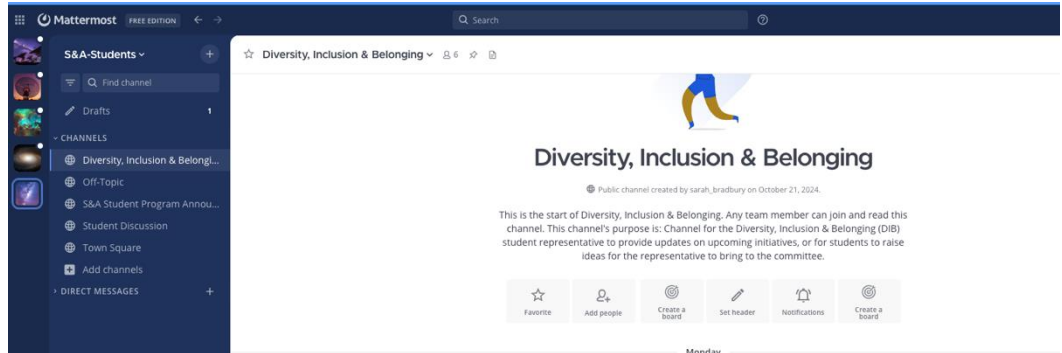 Mattermost FREE EDITION
Search
S&A-Students
Find channel
Drafts 1
CHANNELS
Diversity, Inclusion & Belongi...
Off-Topic
S&A Student Program Annou...
Student Discussion
Town Square
Add channels
DIRECT MESSAGES
Diversity, Inclusion & Belonging 6
Diversity, Inclusion & Belonging
Public channel created by sarah_bradbury on October 21, 2024.
This is the start of Diversity, Inclusion & Belonging. Any team member can join and read this
channel. This channel's purpose is: Channel for the Diversity, Inclusion & Belonging (DIB)
student representative to provide updates on upcoming initiatives, or for students to raise
ideas for the representative to bring to the committee.
Favorite
Add people
Create a
board
Set header
Notifications
Create a
board
Monday